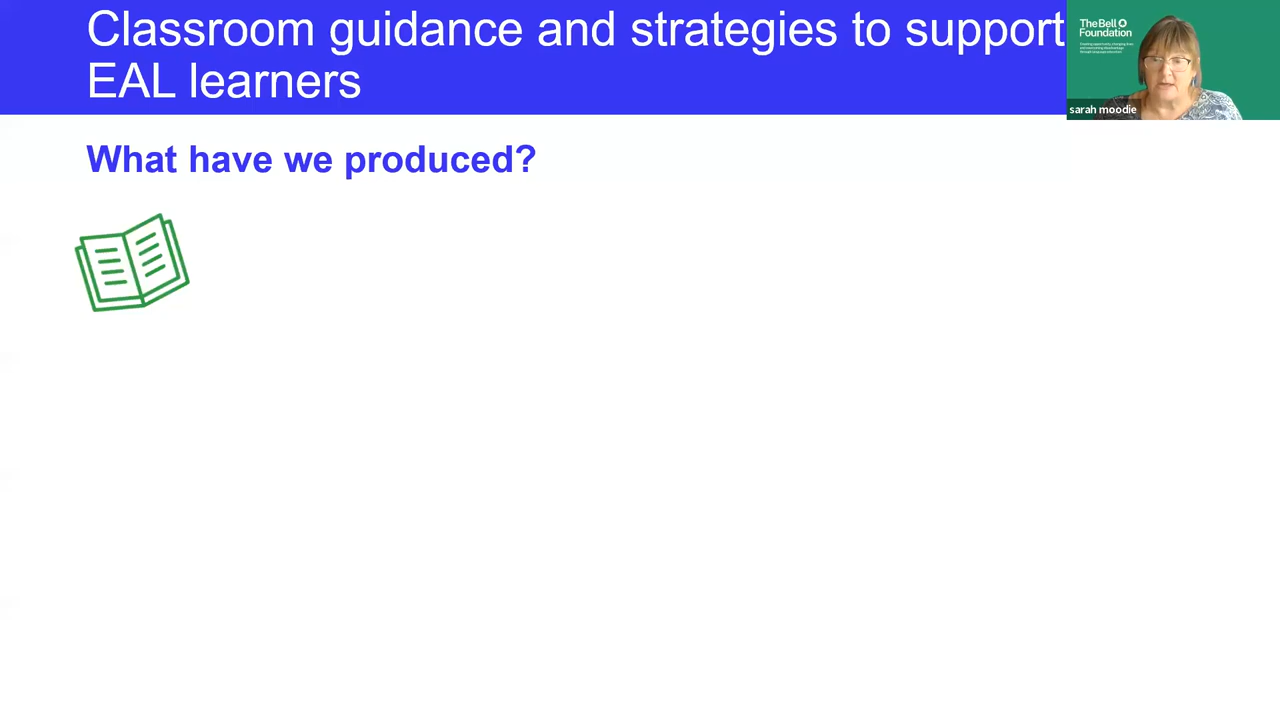 Classroom guidance and strategies to support
EAL learners
The Bell
Foundation
sarah moodie
What have we produced?